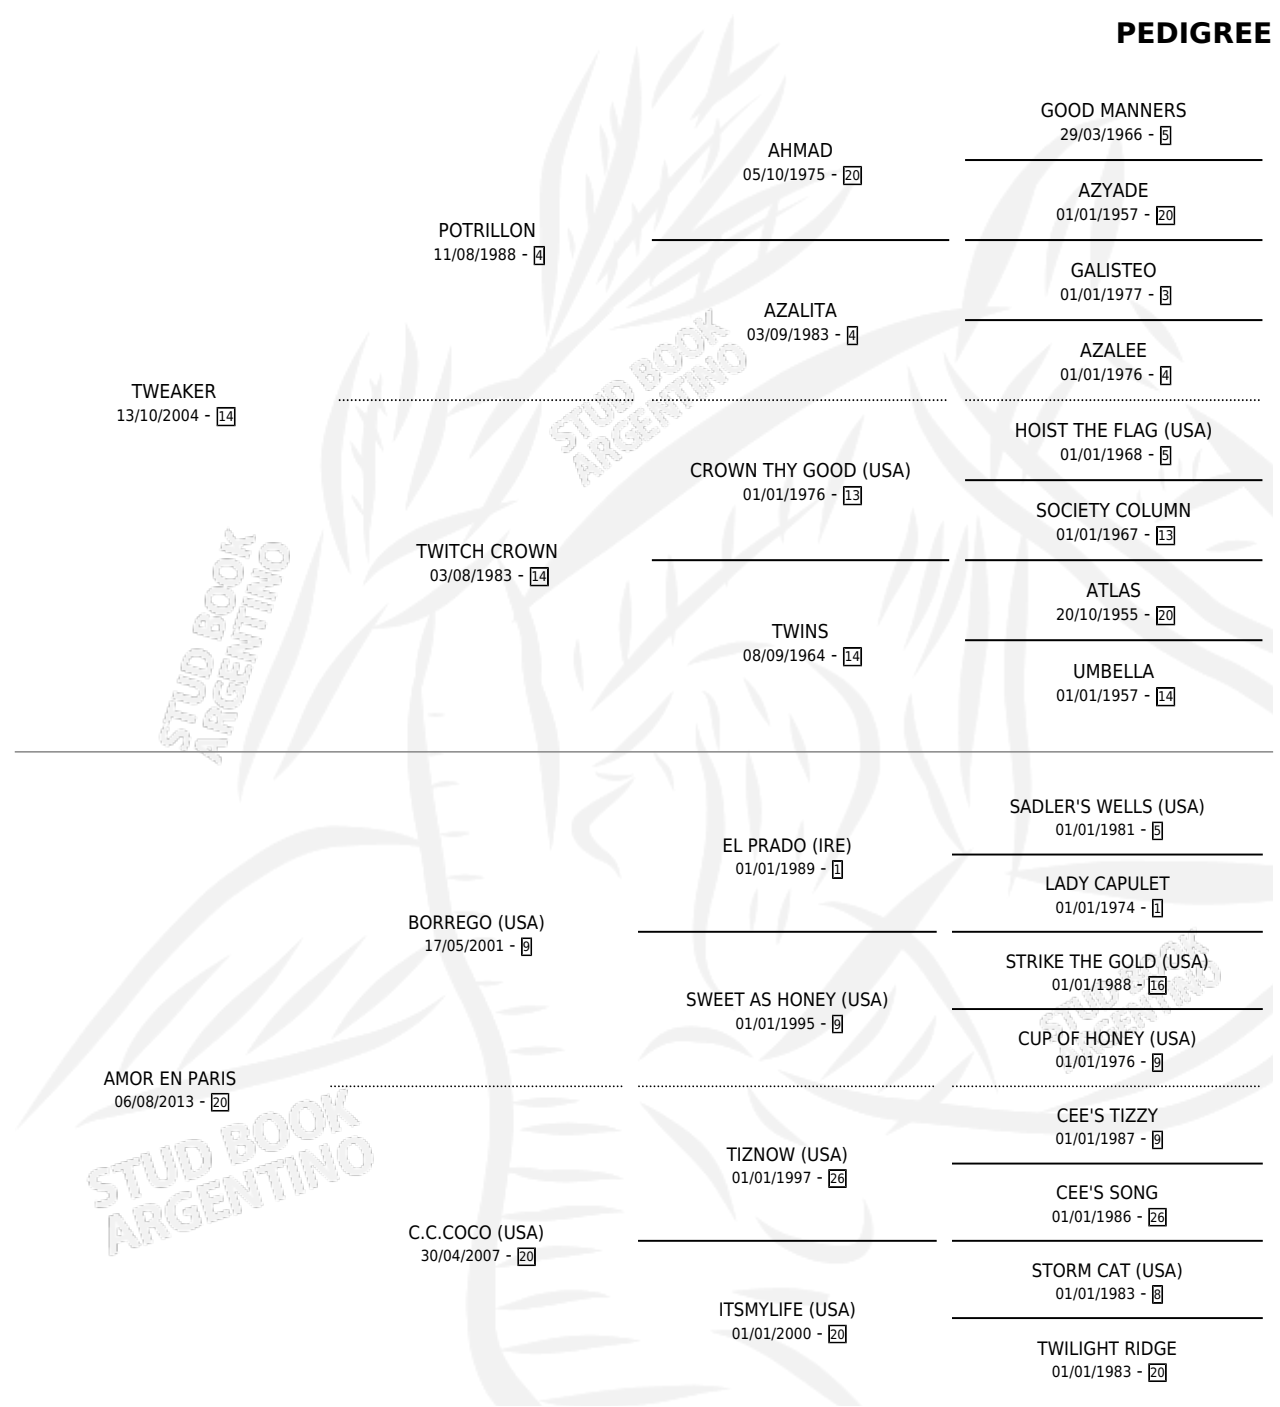 PEDIGREE
TWEAKER
13/10/2004 - 14
POTRILLON
11/08/1988 - 4
TWITCH CROWN
03/08/1983 - 14
AHMAD
05/10/1975 - 20
AZALITA
03/09/1983 - 4
CROWN THY GOOD (USA)
01/01/1976 - 13
TWINS
08/09/1964 - 14
GOOD MANNERS
29/03/1966 - 5
AZYADE
01/01/1957 - 20
GALISTEO
01/01/1977 - 3
AZALEE
01/01/1976 - 4
HOIST THE FLAG (USA)
01/01/1968 - 5
SOCIETY COLUMN
01/01/1967 - 13
ATLAS
20/10/1955 - 20
UMBELLA
01/01/1957 - 14
STUD BOOK
ARGENTINO
STUD BOOK
ARGENTINO
AMOR EN PARIS
06/08/2013 - 20
BORREGO (USA)
17/05/2001 - 9
C.C.COCO (USA)
30/04/2007 - 20
EL PRADO (IRE)
01/01/1989 - 1
SWEET AS HONEY (USA)
01/01/1995 - 9
TIZNOW (USA)
01/01/1997 - 26
ITSMYLIFE (USA)
01/01/2000 - 20
SADLER'S WELLS (USA)
01/01/1981 - 5
LADY CAPULET
01/01/1974 - 1
STRIKE THE GOLD (USA)
01/01/1988 - 16
CUP OF HONEY (USA)
01/01/1976 - 9
CEE'S TIZZY
01/01/1987 - 9
CEE'S SONG
01/01/1986 - 26
STORM CAT (USA)
01/01/1983 - 8
TWILIGHT RIDGE
01/01/1983 - 20
STUD BOOK
ARGENTINO
STUD BOOK
ARGENTINO